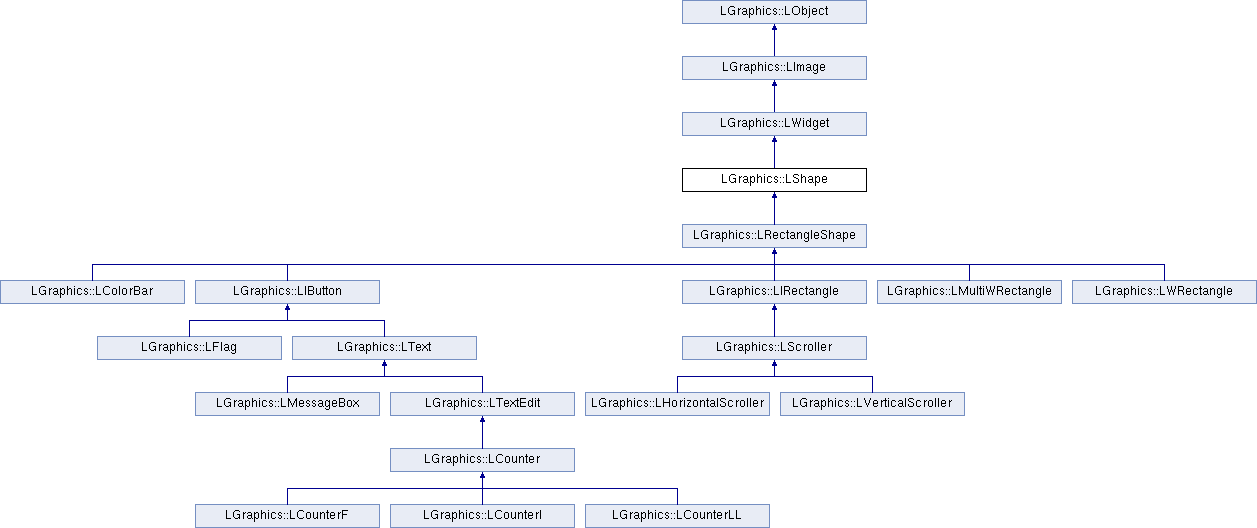 LGraphics::LObject
LGraphics::LImage
LGraphics::LWidget
LGraphics::LShape
LGraphics::LRectangleShape
LGraphics::LColorBar
LGraphics::LIButton
LGraphics::LIRectangle
LGraphics::LMultiWRectangle
LGraphics::LWRectangle
LGraphics::LFlag
LGraphics::LText
LGraphics::LScroller
LGraphics::LMessageBox
LGraphics::LTextEdit
LGraphics::LHorizontalScroller
LGraphics::LVerticalScroller
LGraphics::LCounter
LGraphics::LCounterF
LGraphics::LCounterI
LGraphics::LCounterLL